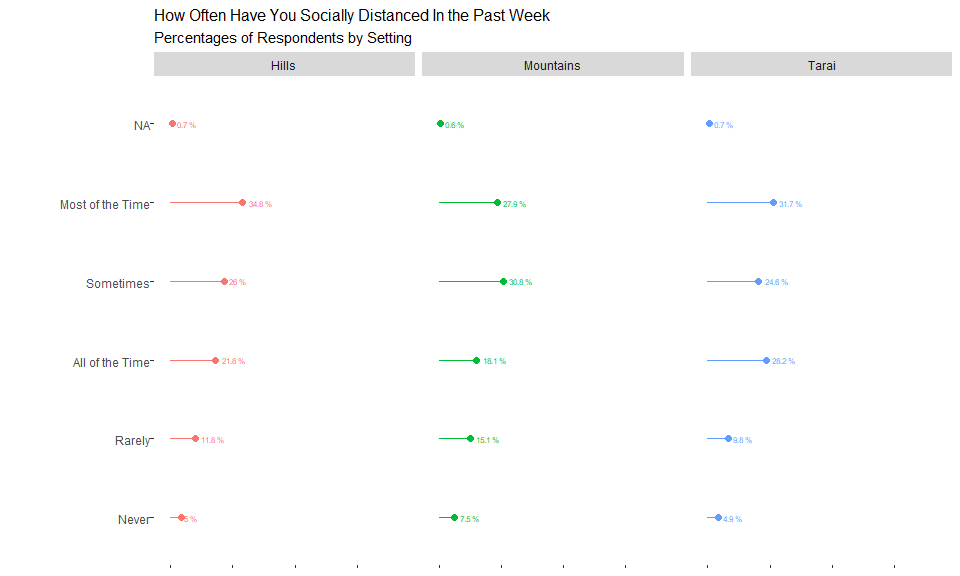 How Often Have You Socially Distanced In the Past Week
Percentages of Respondents by Setting
Hills Mountains Tarai
NA 0.7 % 0.6 % 0.7 %
Most of the Time 34.8 % 27.9 % 31.7 %
Sometimes 26 % 30.8 % 24.6 %
All of the Time 21.8 % 18.1 % 28.2 %
Rarely 11.8 % 15.1 % 9.8 %
Never 5 % 7.5 % 4.9 %